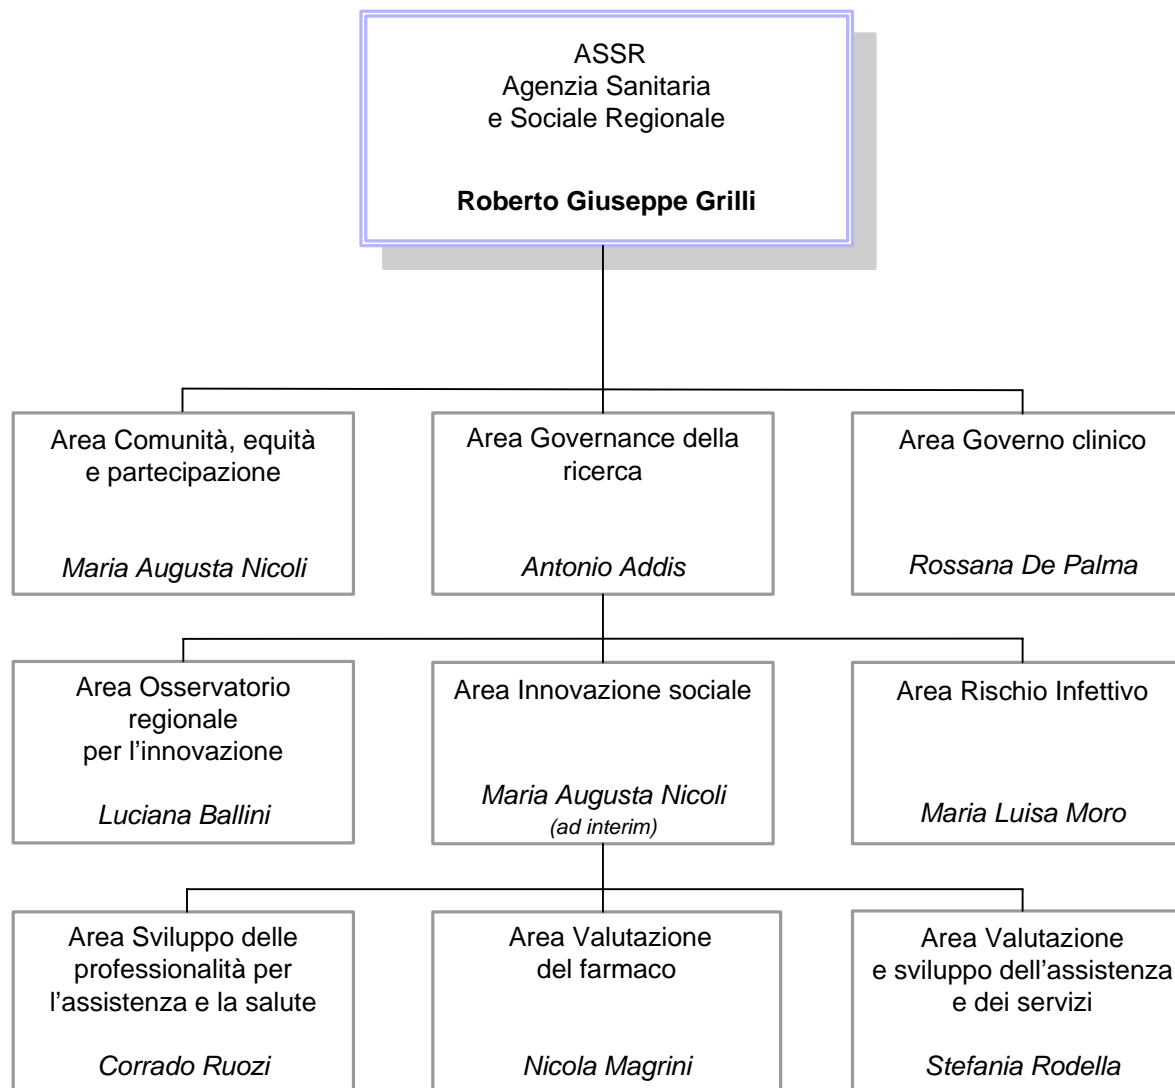 ASSR
Agenzia Sanitaria
e Sociale Regionale
Roberto Giuseppe Grilli
Area Comunità, equità
e partecipazione
Maria Augusta Nicoli
Area Governance della
ricerca
Antonio Addis
Area Governo clinico
Rossana De Palma
Area Osservatorio
regionale
per l’innovazione
Luciana Ballini
Area Innovazione sociale
Maria Augusta Nicoli
(ad interim)
Area Rischio Infettivo
Maria Luisa Moro
Area Sviluppo delle
professionalità per
l’assistenza e la salute
Corrado Ruozi
Area Valutazione
del farmaco
Nicola Magrini
Area Valutazione
e sviluppo dell’assistenza
e dei servizi
Stefania Rodella